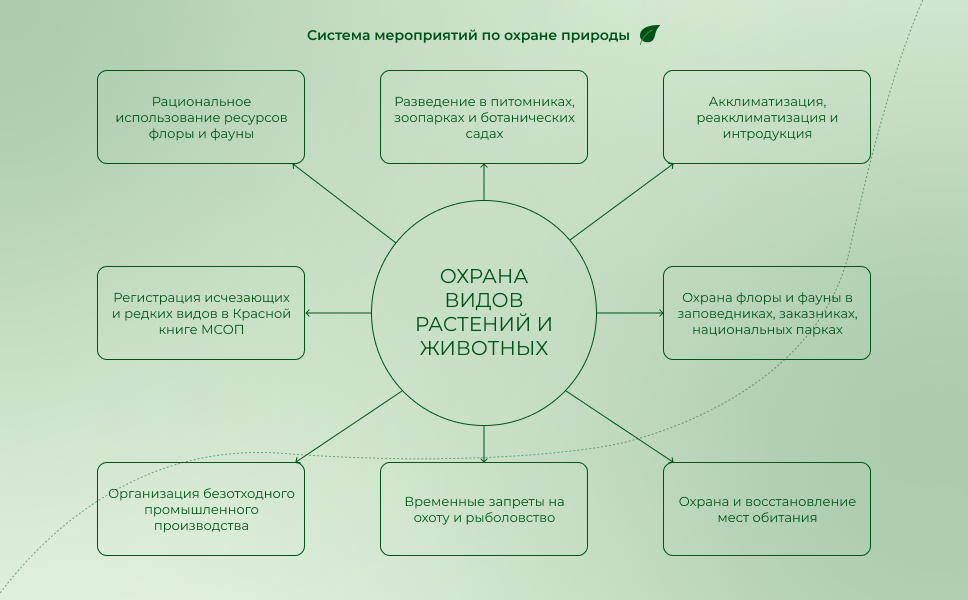 Система мероприятий по охране природы
Рациональное
использование ресурсов
флоры и фауны
Разведение в питомниках,
зоопарках и ботанических
садах
Акклиматизация,
реакклиматизация и
интродукция
ОХРАНА
ВИДОВ
РАСТЕНИЙ И
ЖИВОТНЫХ
Регистрация исчезающих
и редких видов в Красной
книге МСОП
Охрана флоры и фауны в
заповедниках, заказниках,
национальных парках
Организация безотходного
промышленного
производства
Временные запреты на
охоту и рыболовство
Охрана и восстановление
мест обитания